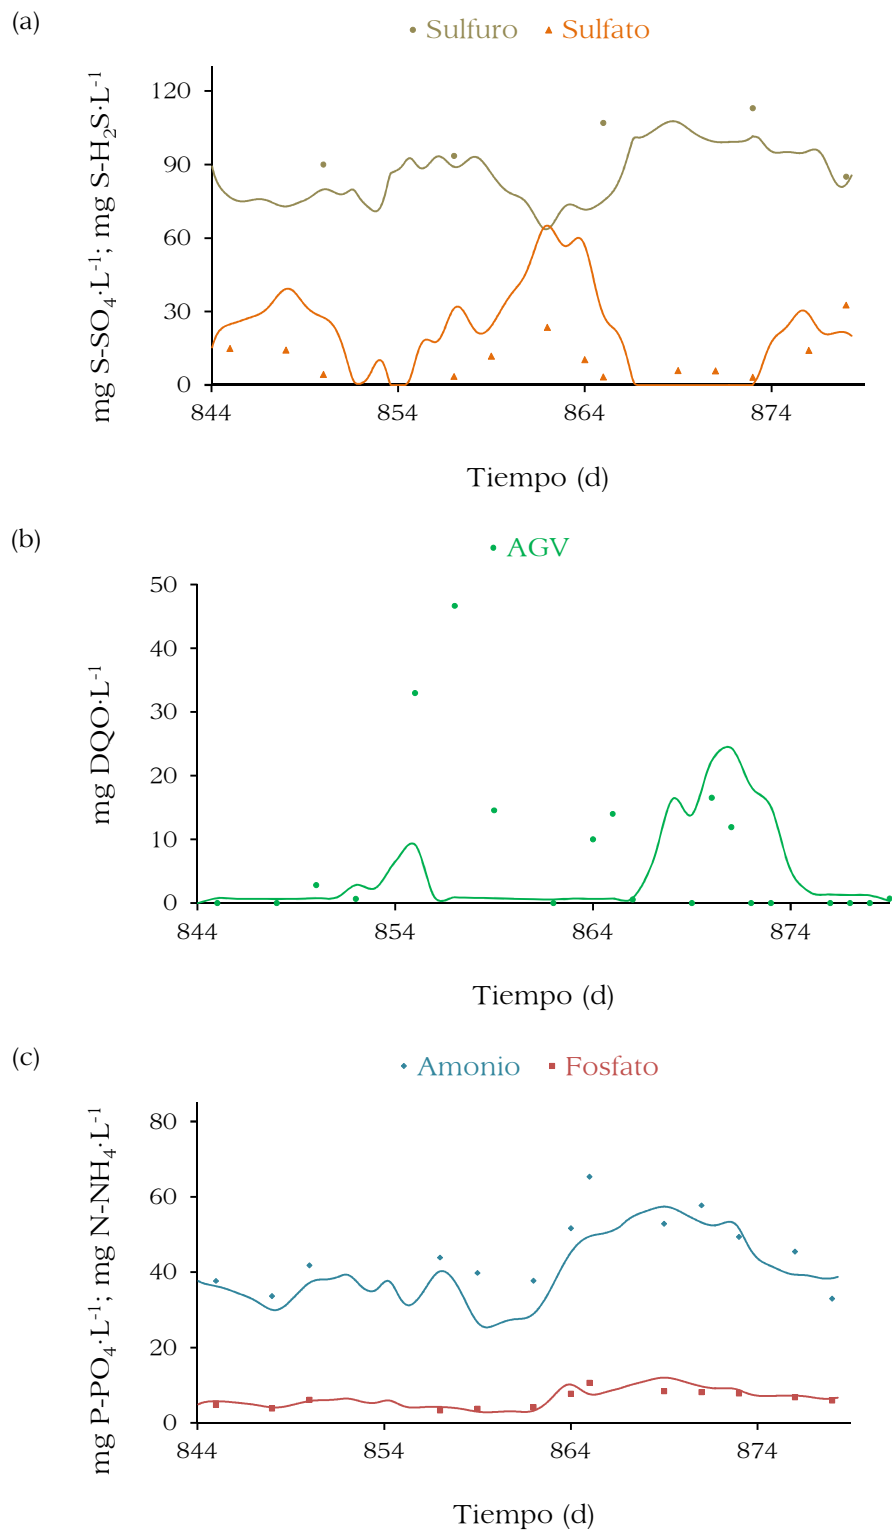 (a)
Sulfuro Sulfato
mg S-SO4·L-1; mg S-H2S·L-1
120
90
60
30
0
844 854 864 874
Tiempo (d)
(b)
AGV
mg DQO·L-1
50
40
30
20
10
0
844 854 864 874
Tiempo (d)
(c)
Amonio Fosfato
mg P-PO4·L-1; mg N-NH4·L-1
80
60
40
20
0
844 854 864 874
Tiempo (d)